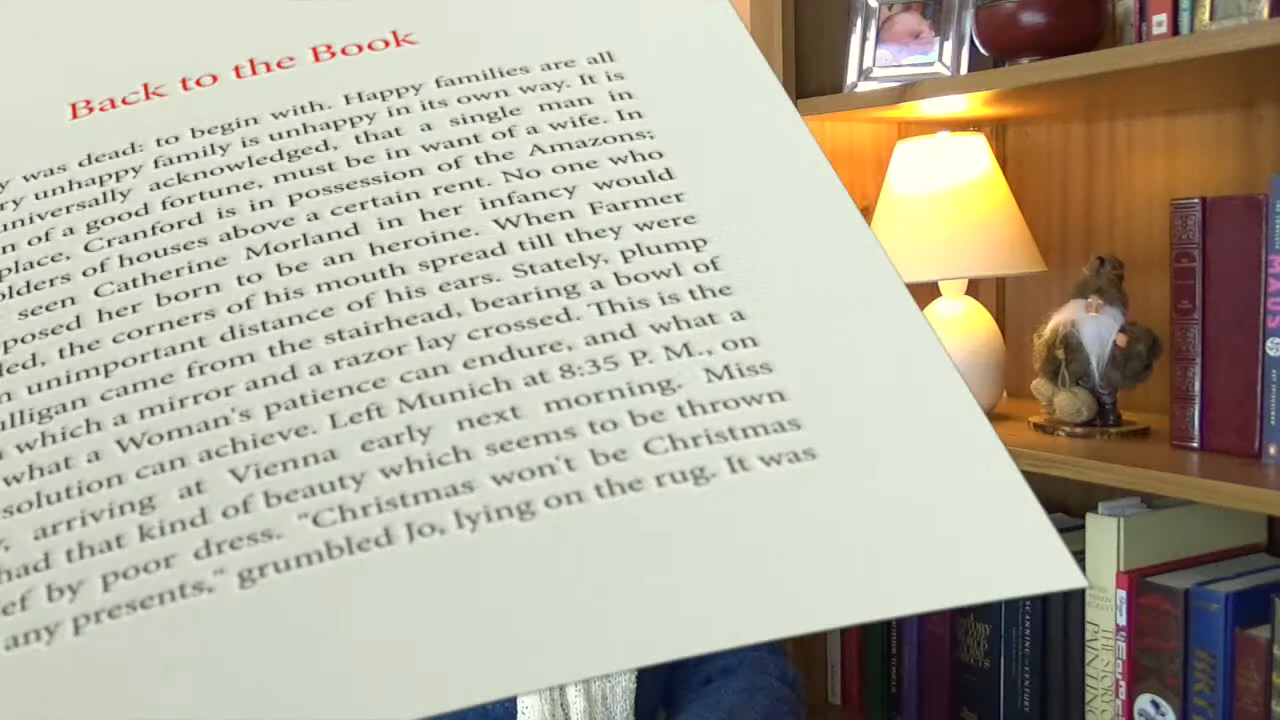 Back to the Book
was dead: to begin with. Happy families are all
unhappy family is unhappy in its own way. It is
universally acknowledged, that a single man in
of a good fortune, must be in want of a wife. In
place, Cranford is in possession of the Amazons;
olders of houses above a certain rent. No one who
seen Catherine Morland in her infancy would
posed her born to be an heroine. When Farmer
led, the corners of his mouth spread till they were
unimportant distance of his ears. Stately, plump
ulligan came from the stairhead, bearing a bowl of
which a mirror and a razor lay crossed. This is the
what a Woman's patience can endure, and what a
solution can achieve. Left Munich at 8:35 P. M., on
arriving at Vienna early next morning. Miss
had that kind of beauty which seems to be thrown
ef by poor dress. "Christmas won't be Christmas
any presents," grumbled Jo, lying on the rug. It was
MAUS
SCANNING THE CENTURY